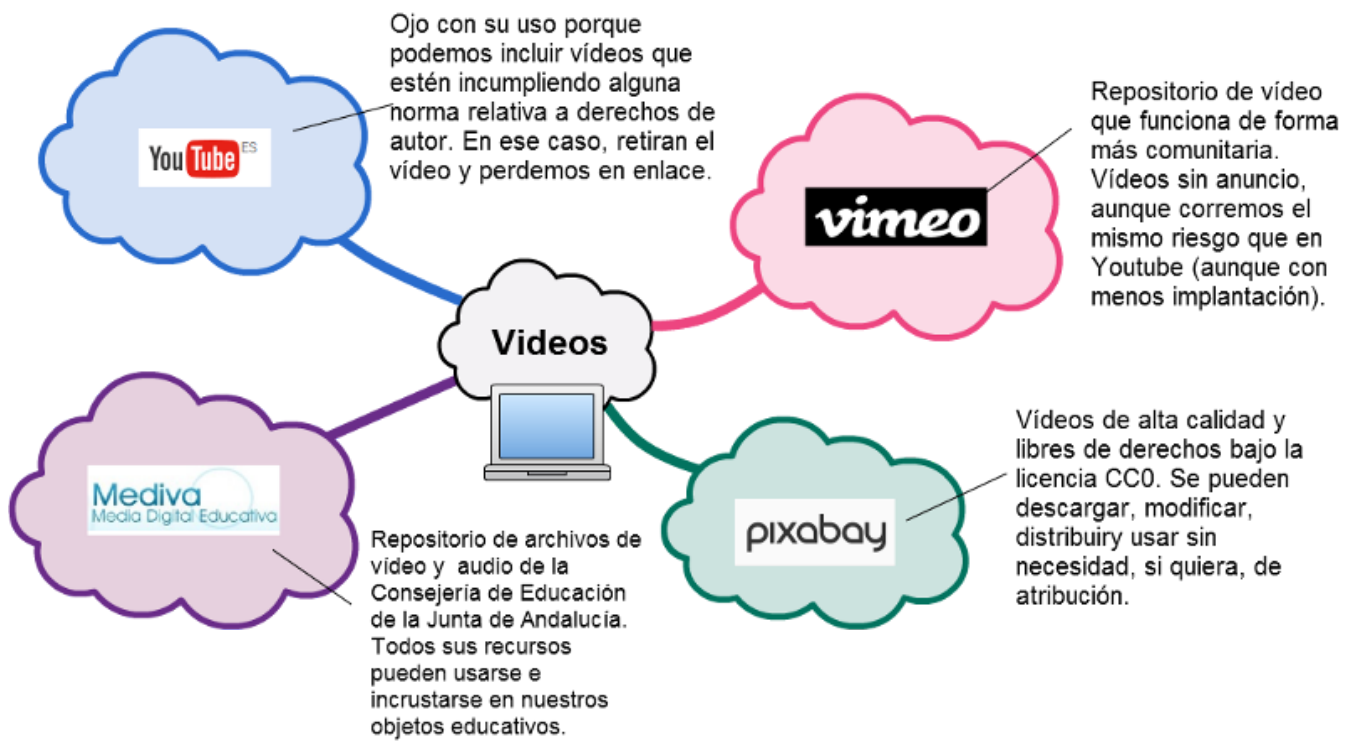 Ojo con su uso porque
podemos incluir vídeos que
estén incumpliendo alguna
norma relativa a derechos de
autor. En ese caso, retiran el
vídeo y perdemos en enlace.
YouTube ES
Repositorio de vídeo
que funciona de forma
más comunitaria.
Vídeos sin anuncio,
aunque corremos el
mismo riesgo que en
Youtube (aunque con
menos implantación).
vimeo
Videos
Mediva
Media Digital Educativa
Repositorio de archivos de
vídeo y audio de la
Consejería de Educación
de la Junta de Andalucía.
Todos sus recursos
pueden usarse e
incrustarse en nuestros
objetos educativos.
pixabay
Vídeos de alta calidad y
libres de derechos bajo la
licencia CC0. Se pueden
descargar, modificar,
distribuiry usar sin
necesidad, si quiera, de
atribución.